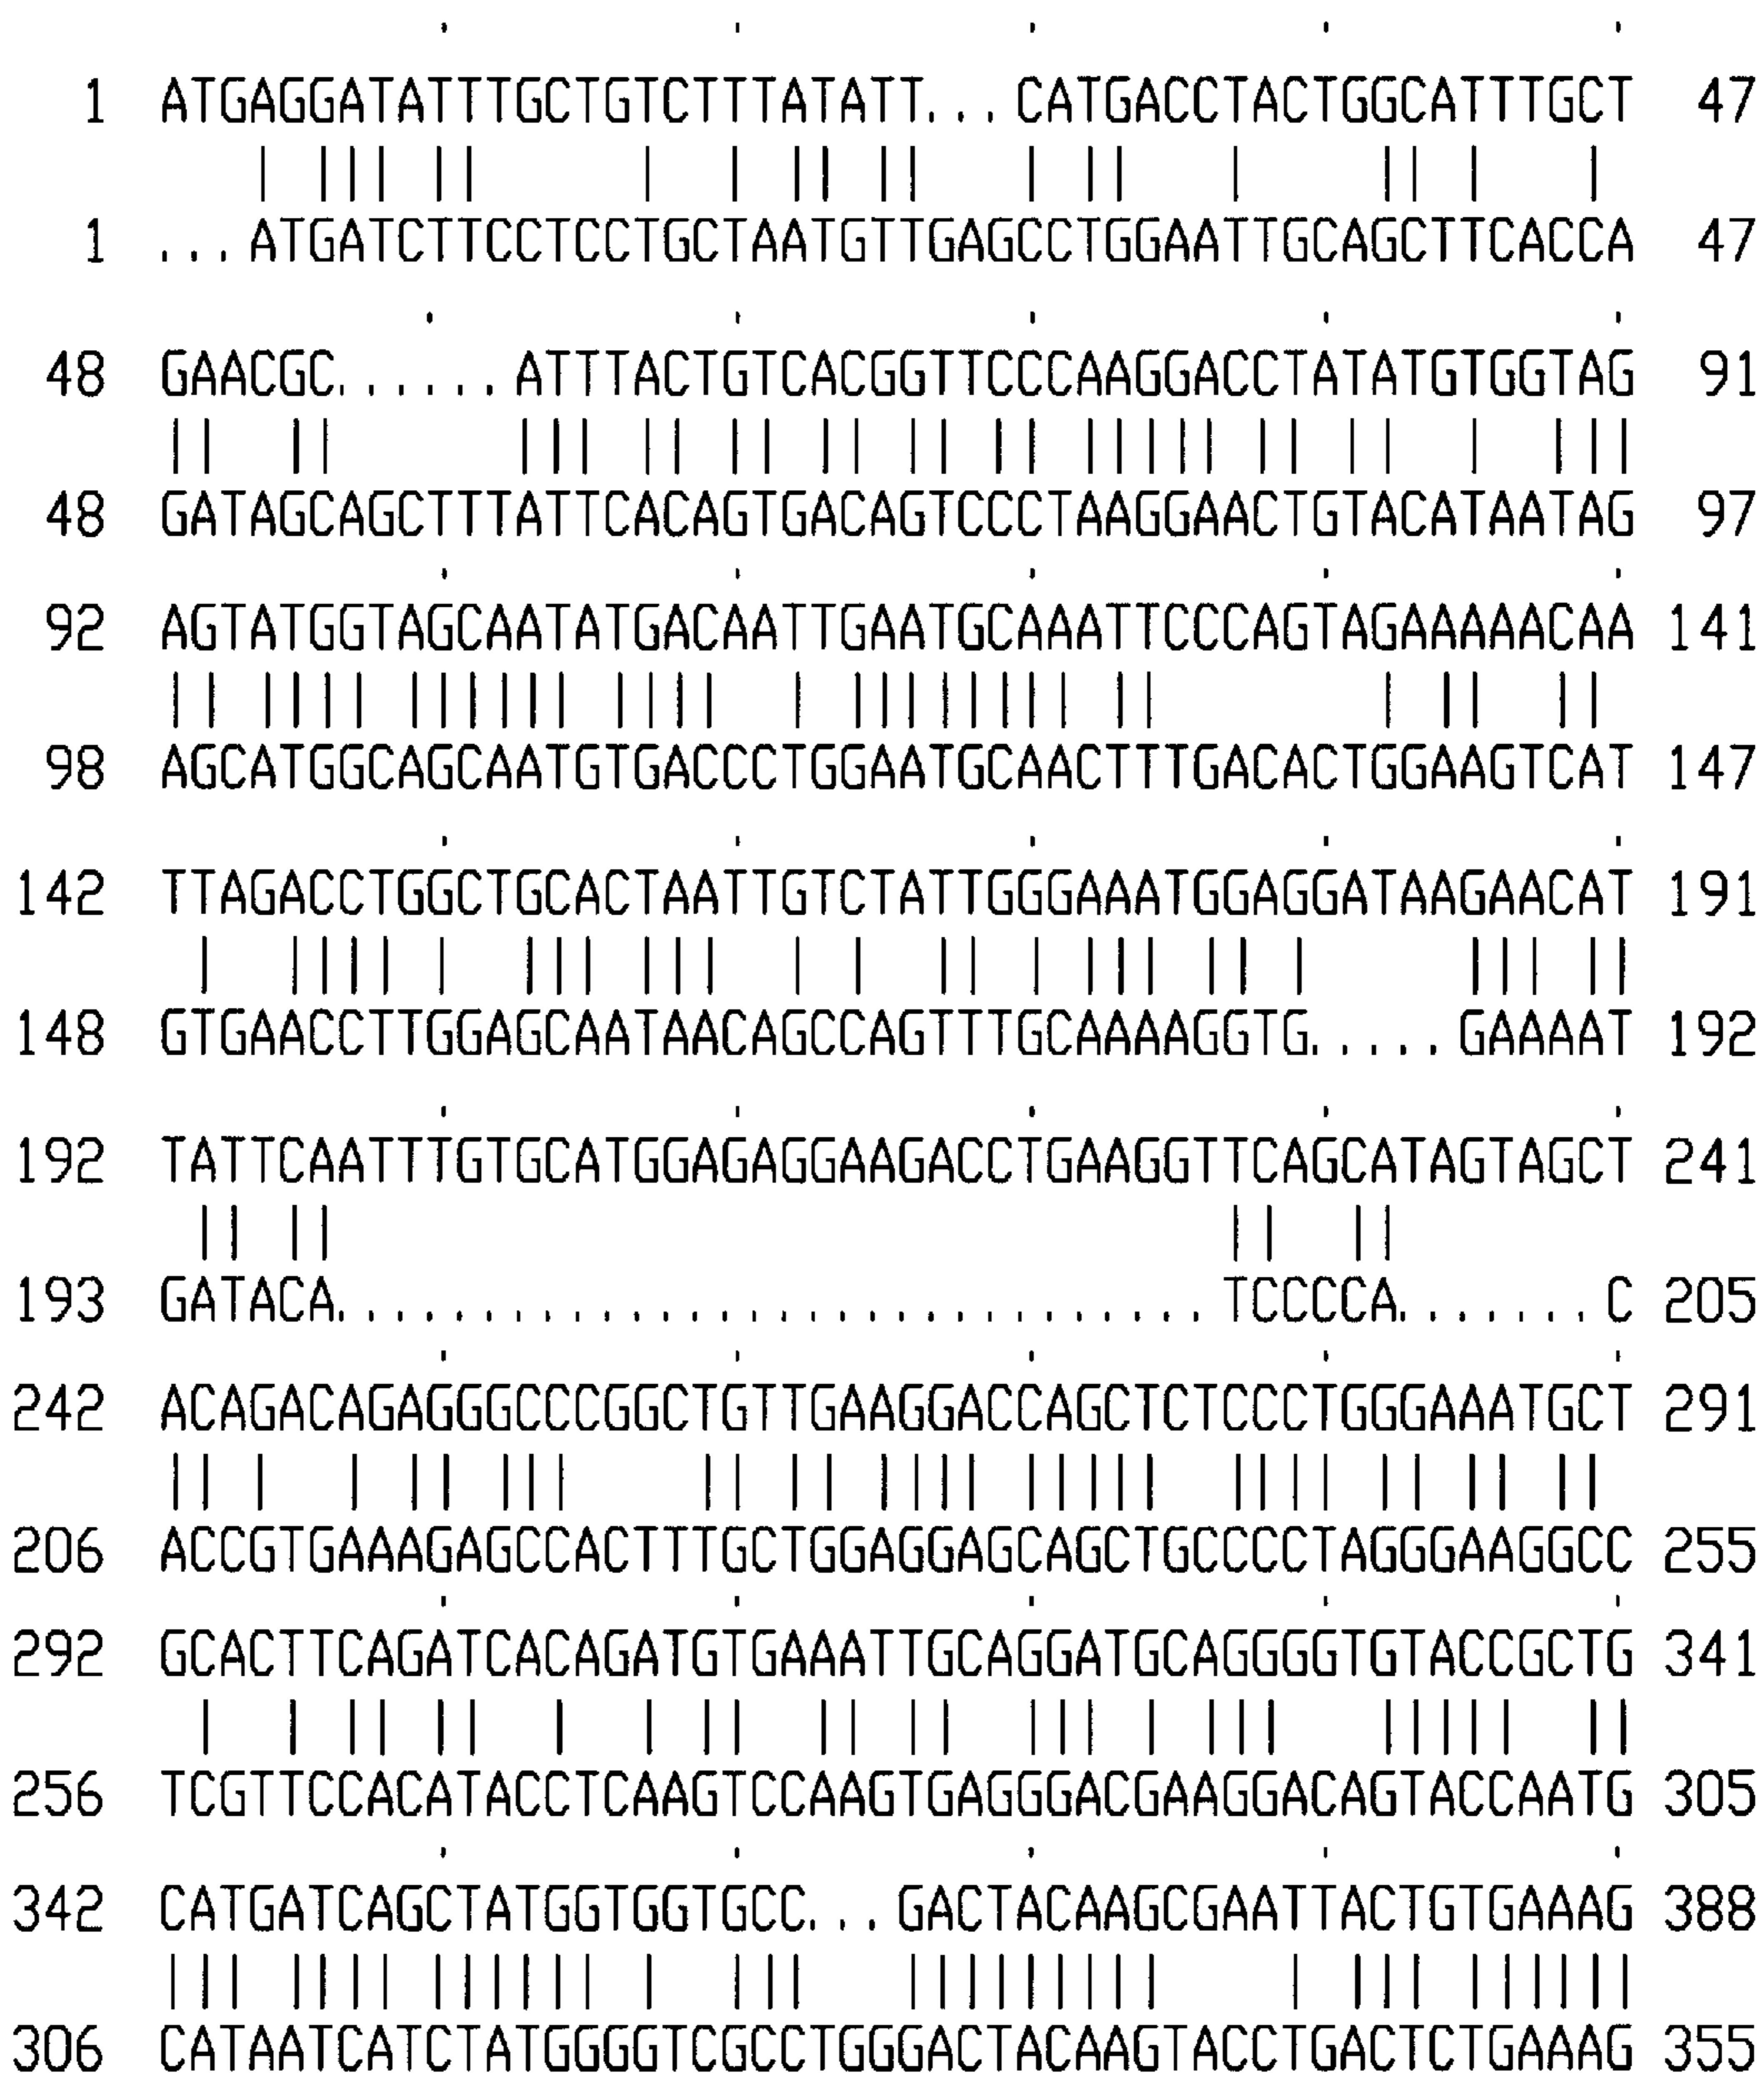 1 ATGAGGATATTTGCTGTCTTTATATT...CATGACCTACTGGCATTTGCT 47
1 ...ATGATCTTCCTCCTGCTAATGTTGAGCCTGGAATTGCAGCTTCACCA 47
48 GAACGC......ATTTACTGTCACGGTTCCCAAGGACCTATATGTGGTAG 91
48 GATAGCAGCTTTATTCACAGTGACAGTCCCTAAGGAACTGTACATAATAG 97
92 AGTATGGTAGCAATATGACAATTGAATGCAAATTCCCAGTAGAAAAACAA 141
98 AGCATGGCAGCAATGTGACCCTGGAATGCAACTTTGACACTGGAAGTCAT 147
142 TTAGACCTGGCTGCACTAATTGTCTATTGGGAAATGGAGGATAAGAACAT 191
148 GTGAACCTTGGAGCAATAACAGCCAGTTTGCAAAAGGTG.....GAAAAT 192
192 TATTCAATTTGTGCATGGAGAGGAAGACCTGAAGGTTCAGCATAGTAGCT 241
193 GATACA..............................TCCCCA.......C 205
242 ACAGACAGAGGGCCCGGCTGTTGAAGGACCAGCTCTCCCTGGGAAATGCT 291
206 ACCGTGAAAGAGCCACTTTGCTGGAGGAGCAGCTGCCCCTAGGGAAGGCC 255
292 GCACTTCAGATCACAGATGTGAAATTGCAGGATGCAGGGGTGTACCGCTG 341
256 TCGTTCCACATACCTCAAGTCCAAGTGAGGGACGAAGGACAGTACCAATG 305
342 CATGATCAGCTATGGTGGTGCC...GACTACAAGCGAATTACTGTGAAAG 388
306 CATAATCATCTATGGGGTCGCCTGGGACTACAAGTACCTGACTCTGAAAG 355